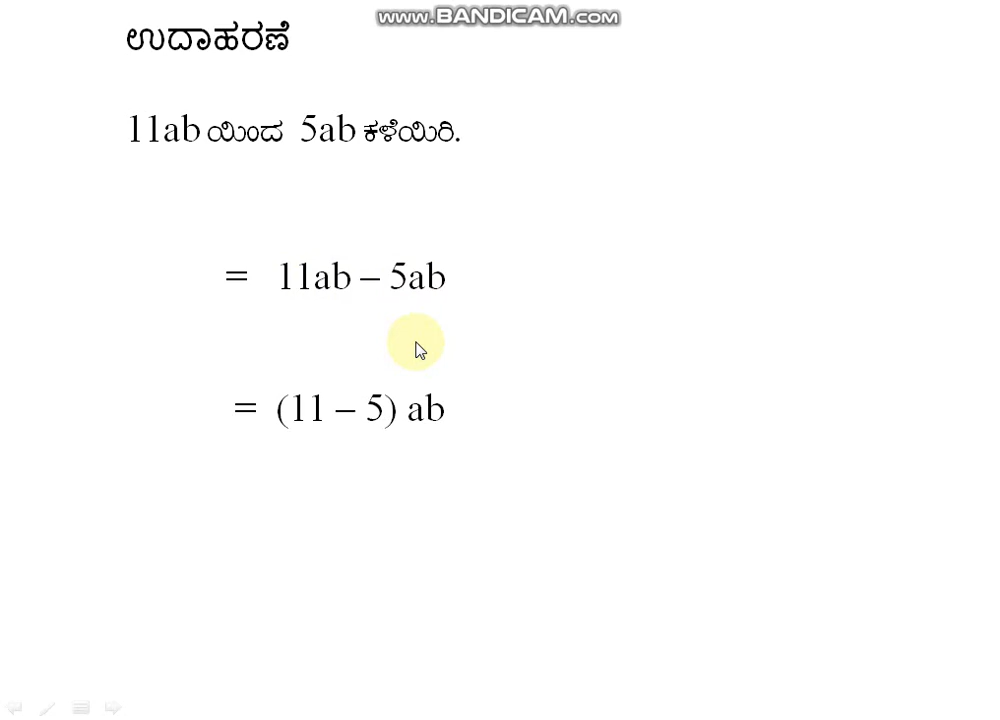 www.BANDICAM.com
ಉದಾಹರಣೆ
11ab ಯಿಂದ 5ab ಕಳೆಯಿರಿ.
= 11ab – 5ab
= (11 – 5) ab